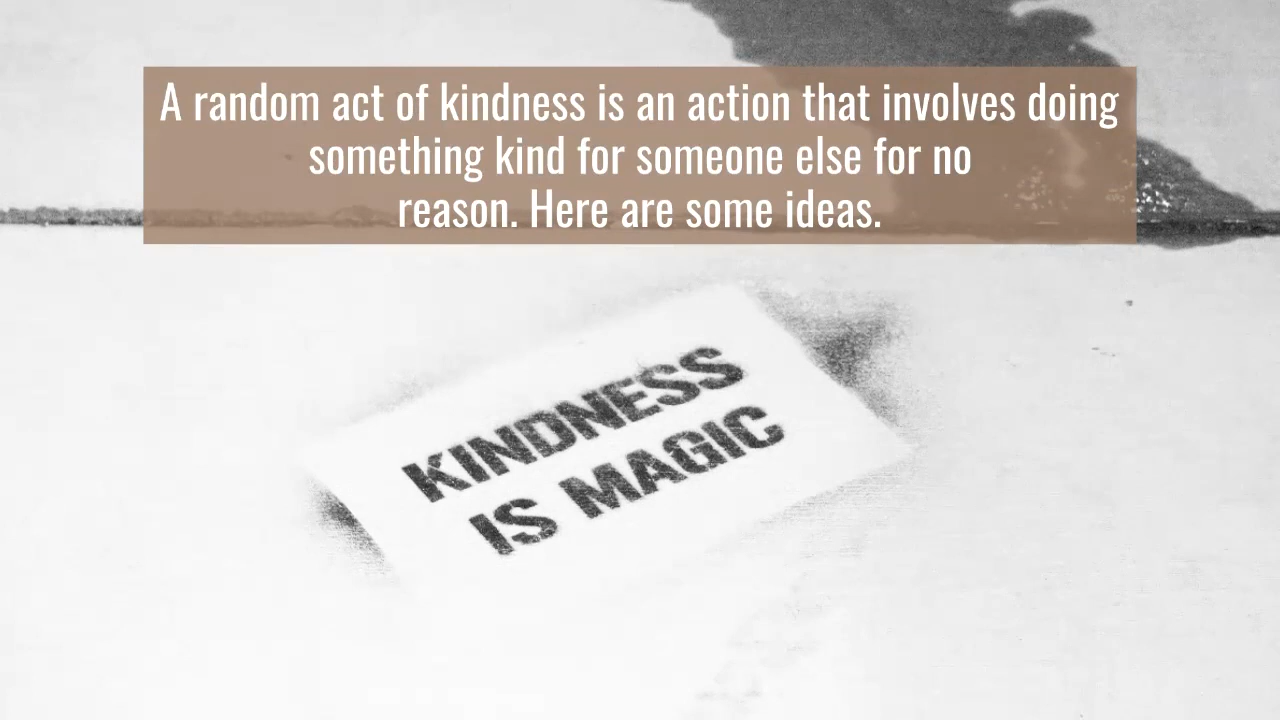 A random act of kindness is an action that involves doing
something kind for someone else for no
reason. Here are some ideas.
KINDNESS
IS MAGIC